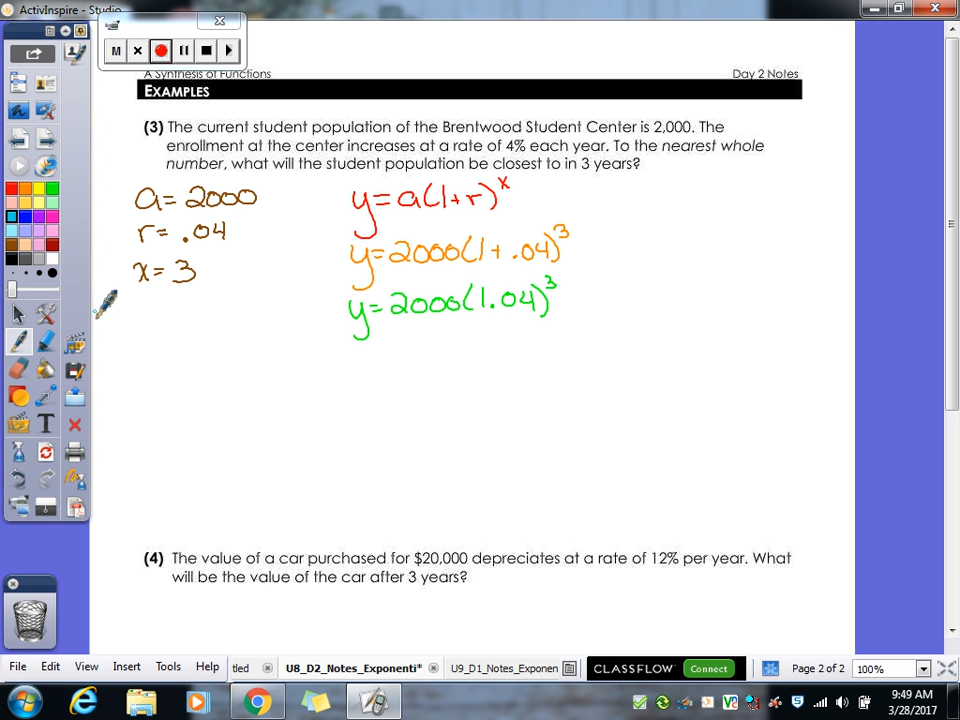 ActivInspire - Studio
M
A Synthesis of Functions
Day 2 Notes
EXAMPLES
(3) The current student population of the Brentwood Student Center is 2,000. The
enrollment at the center increases at a rate of 4% each year. To the nearest whole
number, what will the student population be closest to in 3 years?
a = 2000
r = .04
x = 3
y = a(1+r)^x
y = 2000(1 + .04)^3
y = 2000(1.04)^3
(4) The value of a car purchased for $20,000 depreciates at a rate of 12% per year. What
will be the value of the car after 3 years?
File Edit View Insert Tools Help
tled
U8_D2_Notes_Exponenti*
U9_D1_Notes_Exponen
CLASSFLOW Connect
Page 2 of 2
100%
9:49 AM
3/28/2017